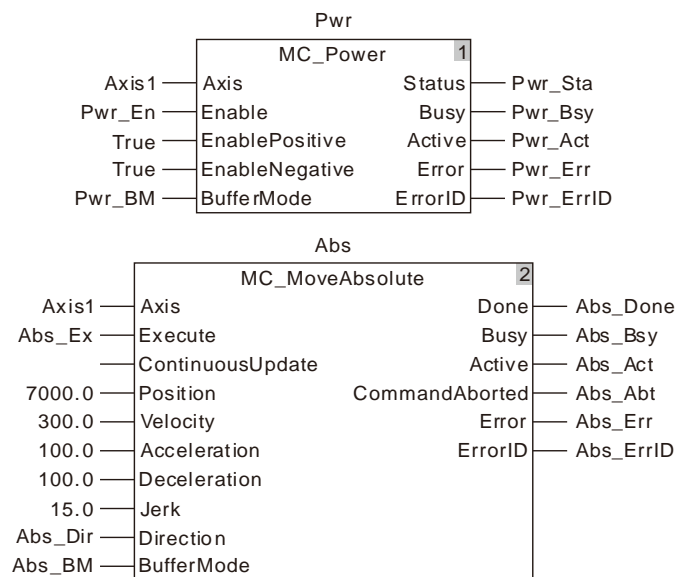 Pwr
MC_Power 1
Axis1 Axis Status Pwr_Sta
Pwr_En Enable Busy Pwr_Bsy
True EnablePositive Active Pwr_Act
True EnableNegative Error Pwr_Err
Pwr_BM BufferMode ErrorID Pwr_ErrID
Abs
MC_MoveAbsolute 2
Axis1 Axis Done Abs_Done
Abs_Ex Execute Busy Abs_Bsy
ContinuousUpdate Active Abs_Act
7000.0 Position CommandAborted Abs_Abt
300.0 Velocity Error Abs_Err
100.0 Acceleration ErrorID Abs_ErrID
100.0 Deceleration
15.0 Jerk
Abs_Dir Direction
Abs_BM BufferMode